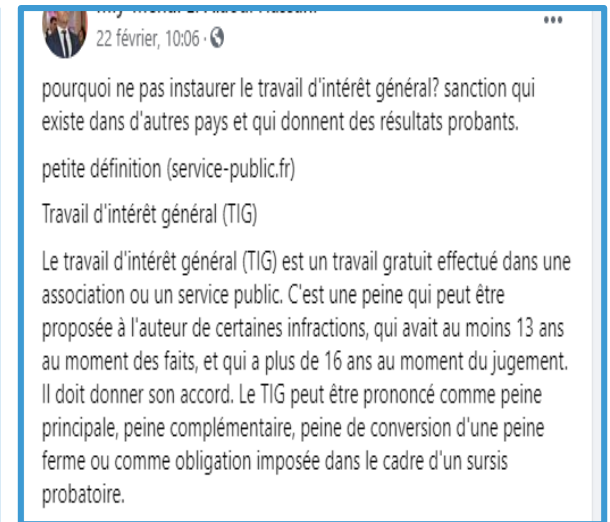 22 février, 10:06 ·
pourquoi ne pas instaurer le travail d'intérêt général? sanction qui
existe dans d'autres pays et qui donnent des résultats probants.
petite définition (service-public.fr)
Travail d'intérêt général (TIG)
Le travail d'intérêt général (TIG) est un travail gratuit effectué dans une
association ou un service public. C'est une peine qui peut être
proposée à l'auteur de certaines infractions, qui avait au moins 13 ans
au moment des faits, et qui a plus de 16 ans au moment du jugement.
Il doit donner son accord. Le TIG peut être prononcé comme peine
principale, peine complémentaire, peine de conversion d'une peine
ferme ou comme obligation imposée dans le cadre d'un sursis
probatoire.